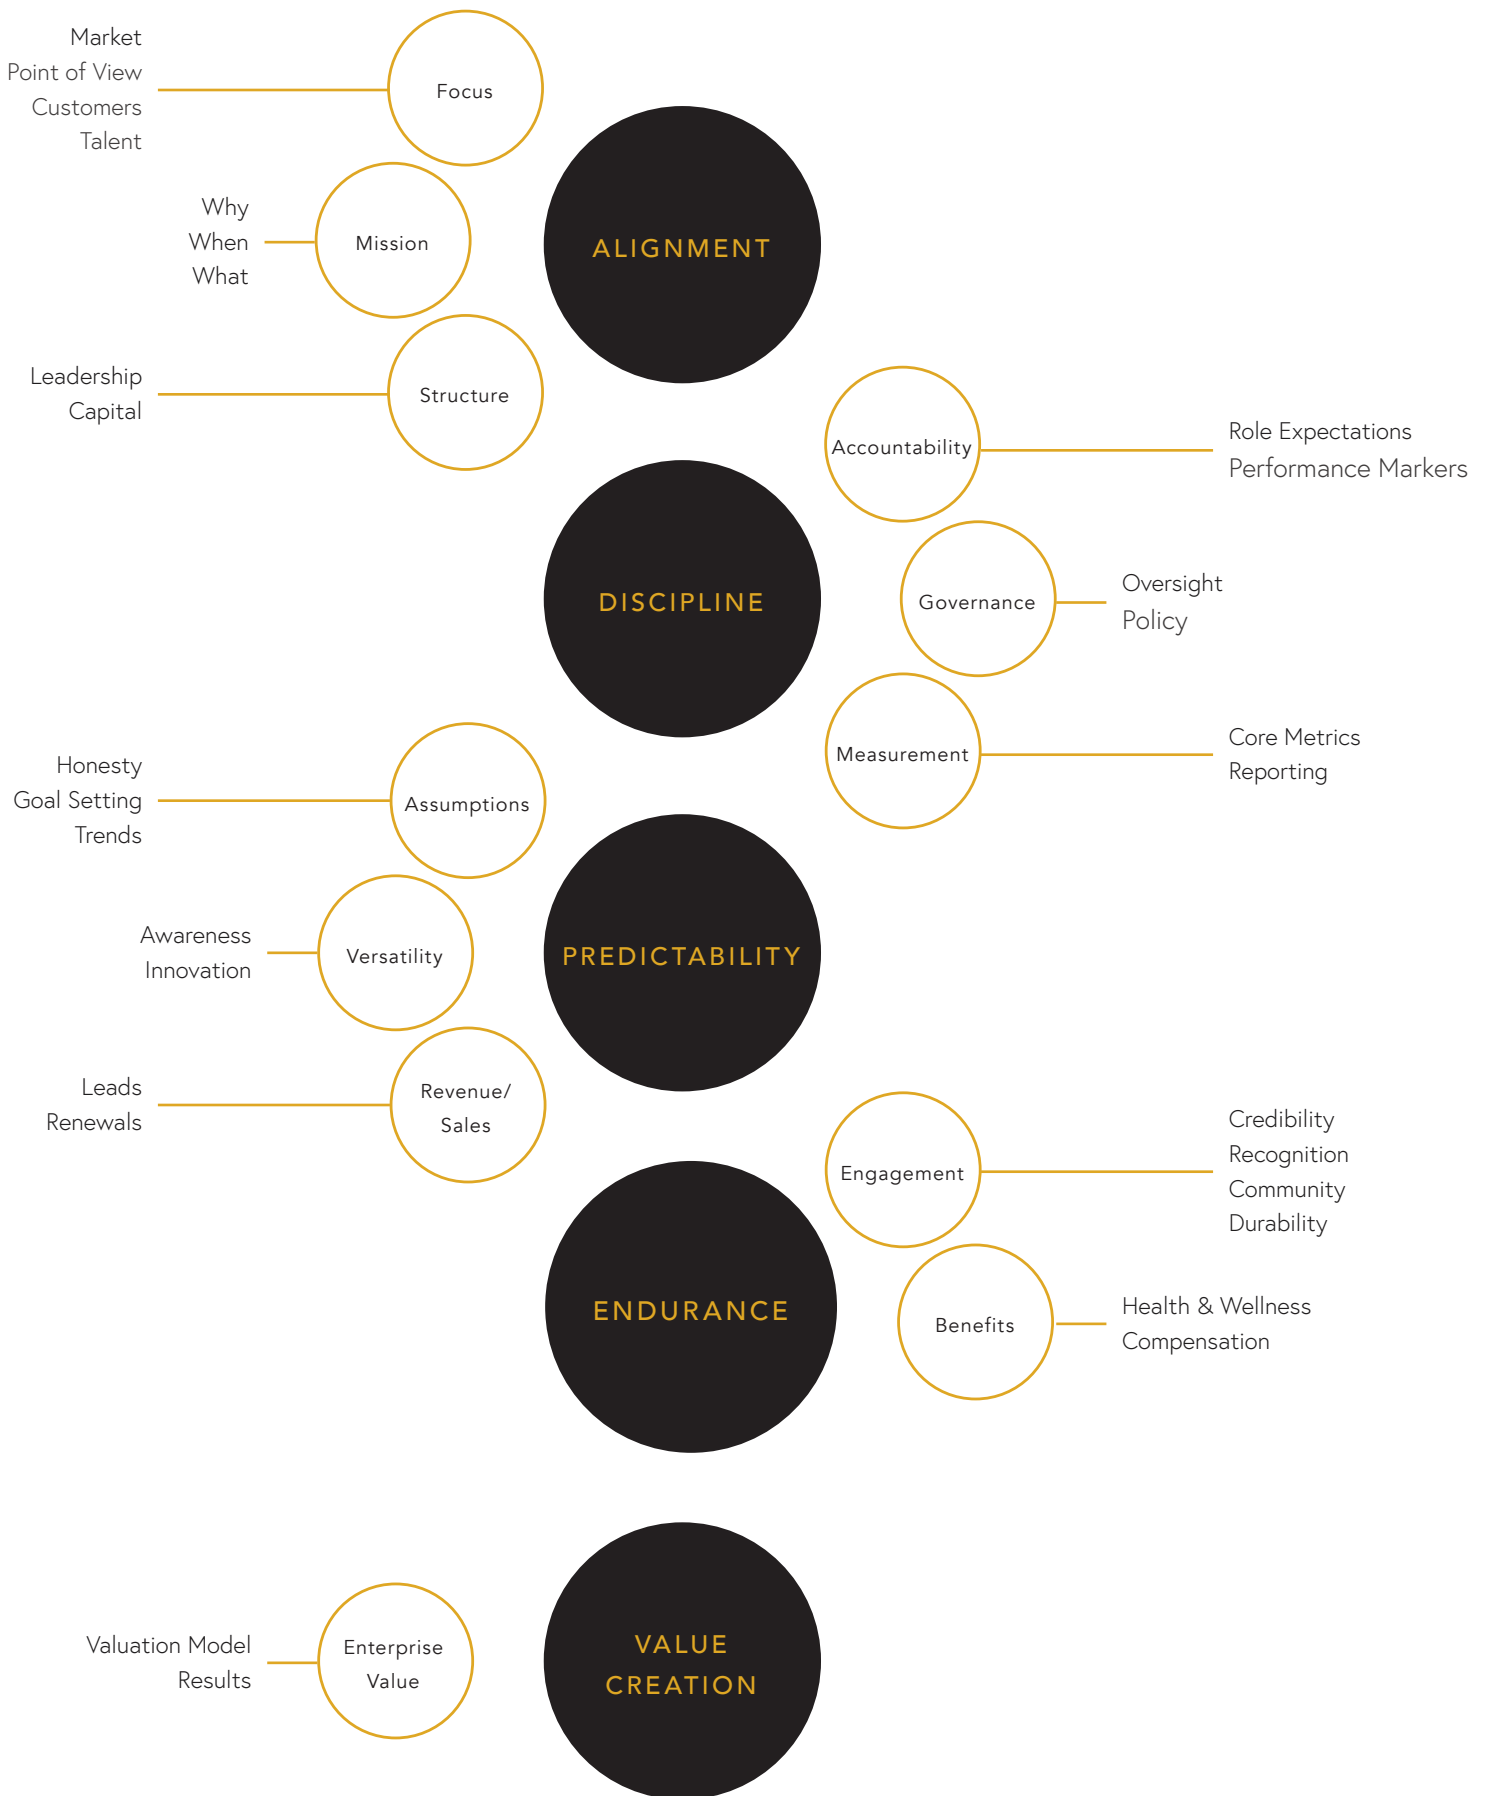 Market
Point of View
Customers
Talent
Focus
Why
When
What
Mission
ALIGNMENT
Leadership
Capital
Structure
Accountability
Role Expectations
Performance Markers
DISCIPLINE
Governance
Oversight
Policy
Measurement
Core Metrics
Reporting
Honesty
Goal Setting
Trends
Assumptions
Awareness
Innovation
Versatility
PREDICTABILITY
Leads
Renewals
Revenue/
Sales
Engagement
Credibility
Recognition
Community
Durability
ENDURANCE
Benefits
Health & Wellness
Compensation
Valuation Model
Results
Enterprise
Value
VALUE
CREATION